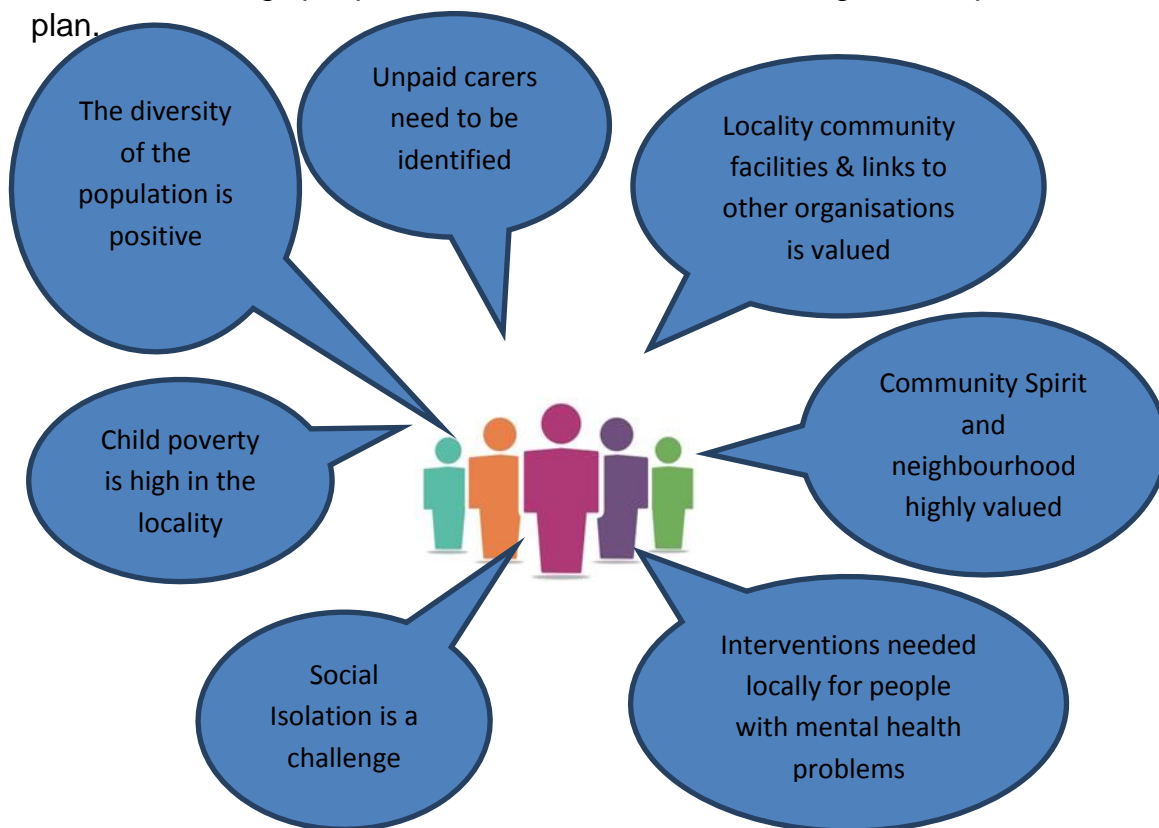 plan.
The diversity
of the
population is
positive
Unpaid carers
need to be
identified
Locality community
facilities & links to
other organisations
is valued
Child poverty
is high in the
locality
Community Spirit
and
neighbourhood
highly valued
Social
Isolation is a
challenge
Interventions needed
locally for people
with mental health
problems